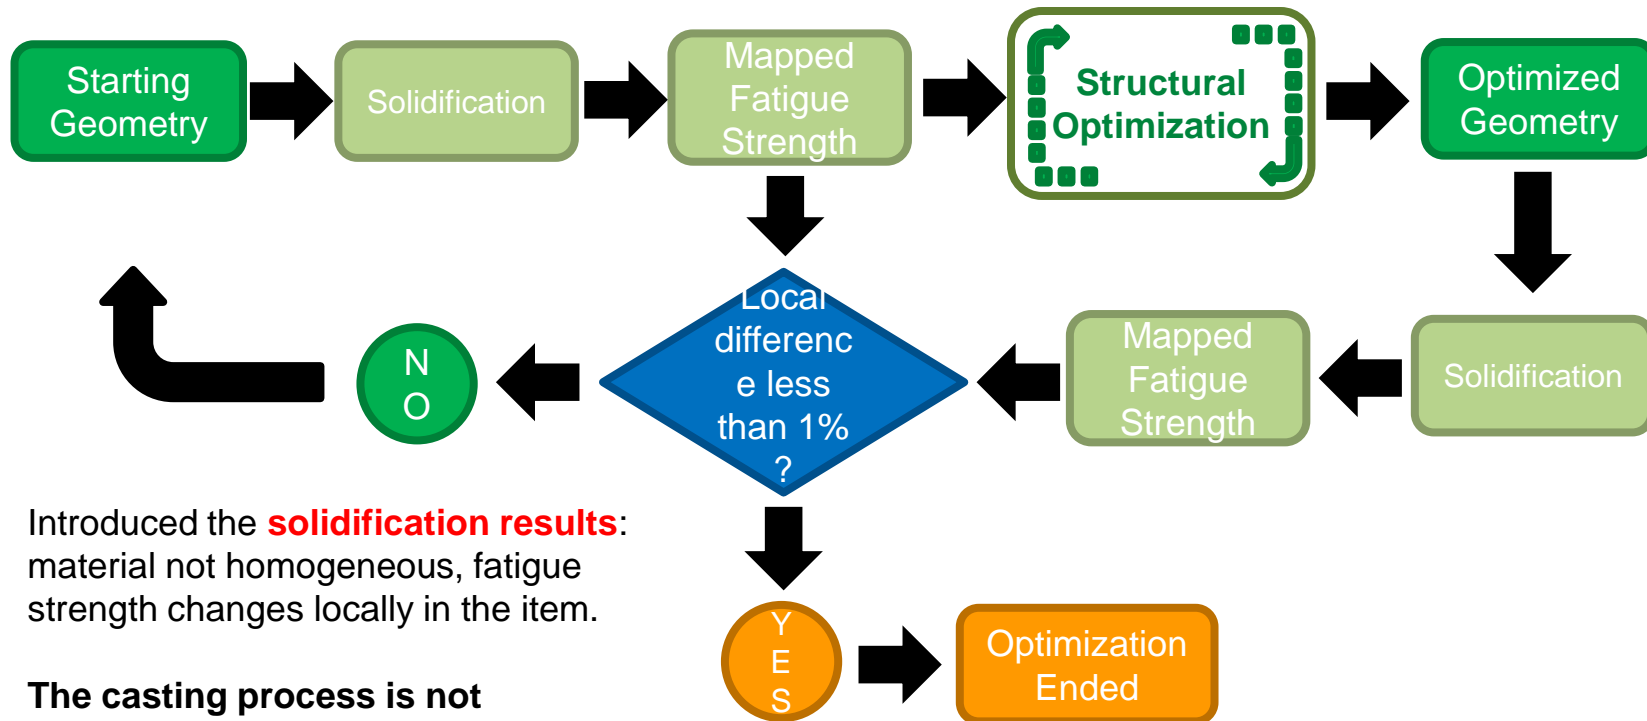 Starting
Geometry
Solidification
Mapped
Fatigue
Strength
Structural
Optimization
Optimized
Geometry
Local
differenc
e less
than 1%
?
N
O
Mapped
Fatigue
Strength
Solidification
Introduced the solidification results:
material not homogeneous, fatigue
strength changes locally in the item.
The casting process is not
Y
E
S
Optimization
Ended